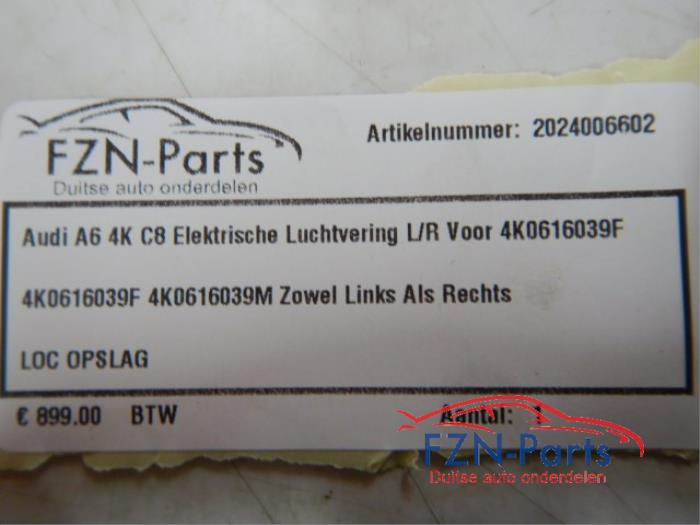 FZN-Parts
Duitse auto onderdelen
Artikelnummer: 2024006602
Audi A6 4K C8 Elektrische Luchtvering L/R Voor 4K0616039F
4K0616039F 4K0616039M Zowel Links Als Rechts
LOC OPSLAG
€ 899.00 BTW
Aantal: 1
FZN-Parts
Duitse auto onderdelen